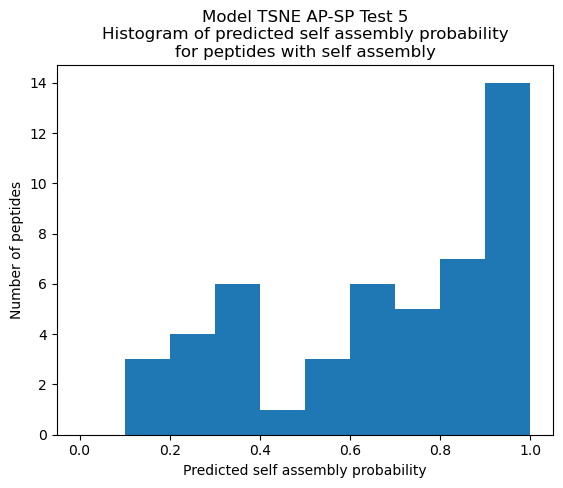 Model TSNE AP-SP Test 5
Histogram of predicted self assembly probability
for peptides with self assembly
14
12
10
8
6
4
2
0
Number of peptides
0.0 0.2 0.4 0.6 0.8 1.0
Predicted self assembly probability